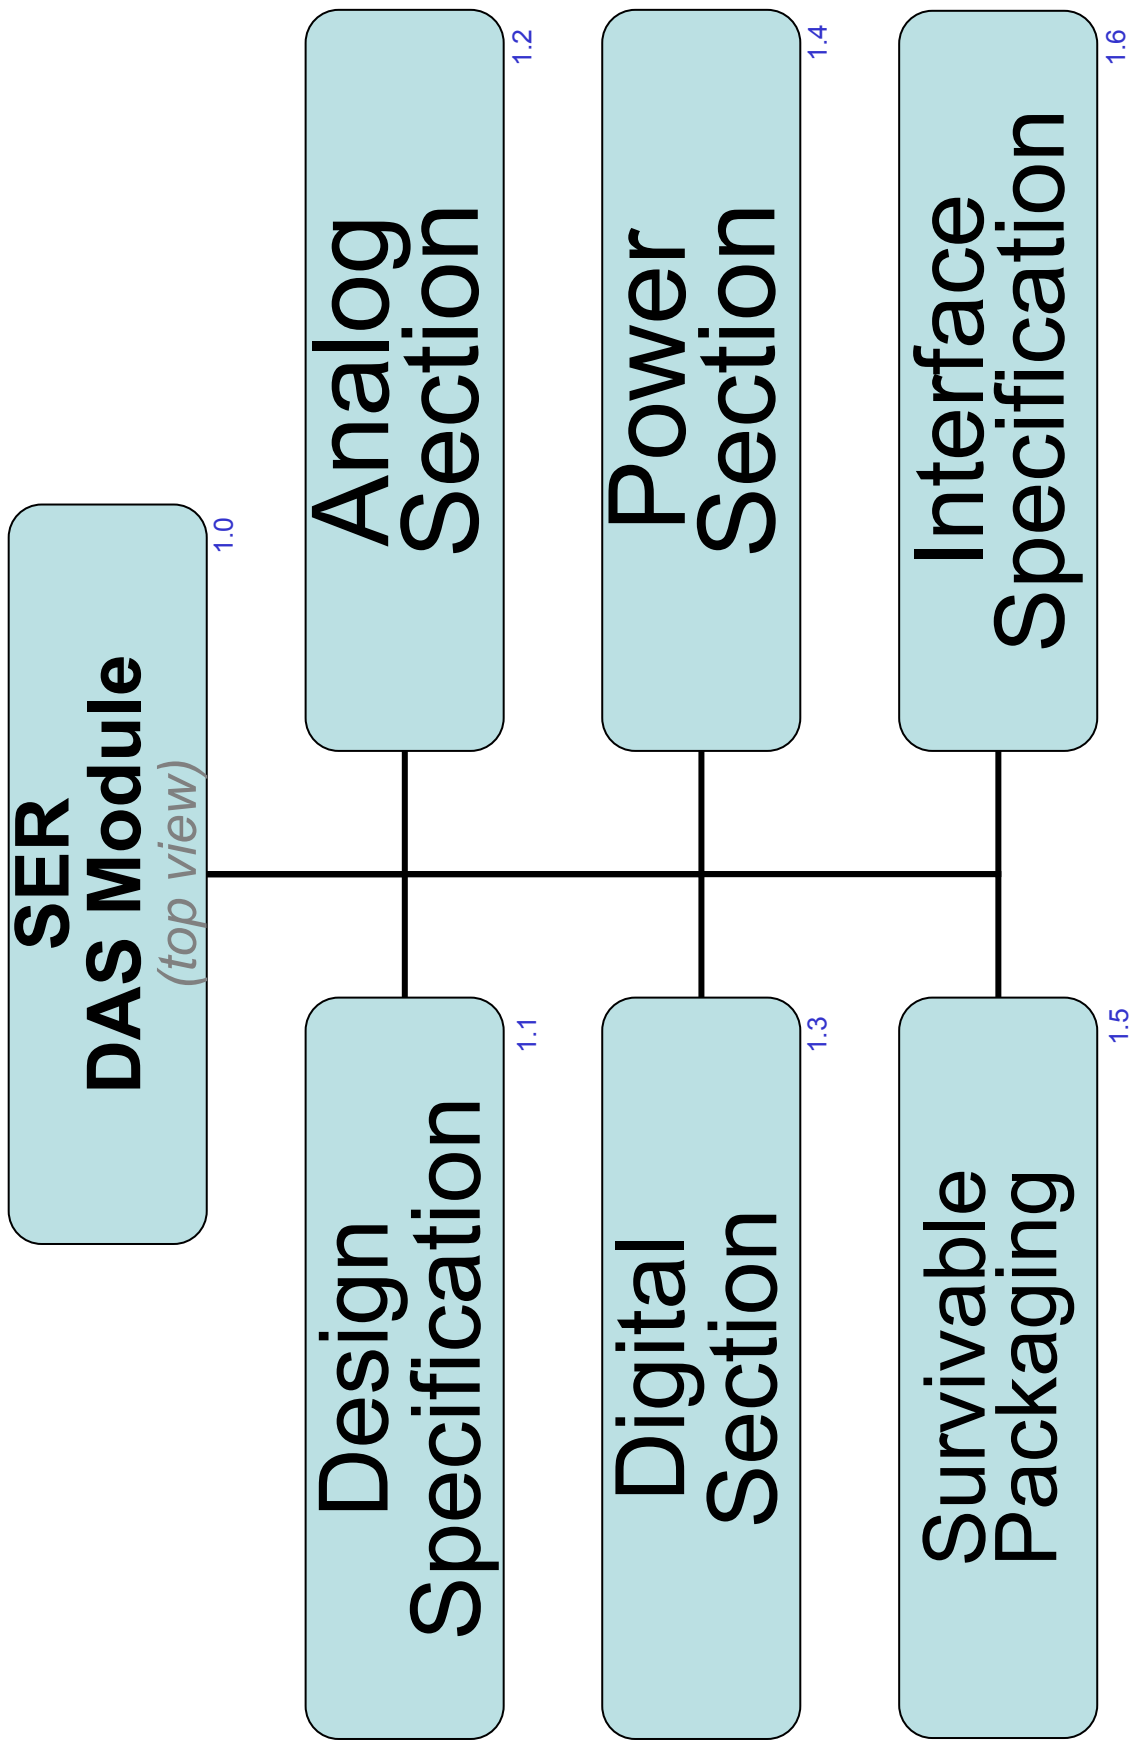 SER
DAS Module
(top view)
1.0
Design
Specification
1.1
Analog
Section
1.2
Digital
Section
1.3
Power
Section
1.4
Survivable
Packaging
1.5
Interface
Specification
1.6